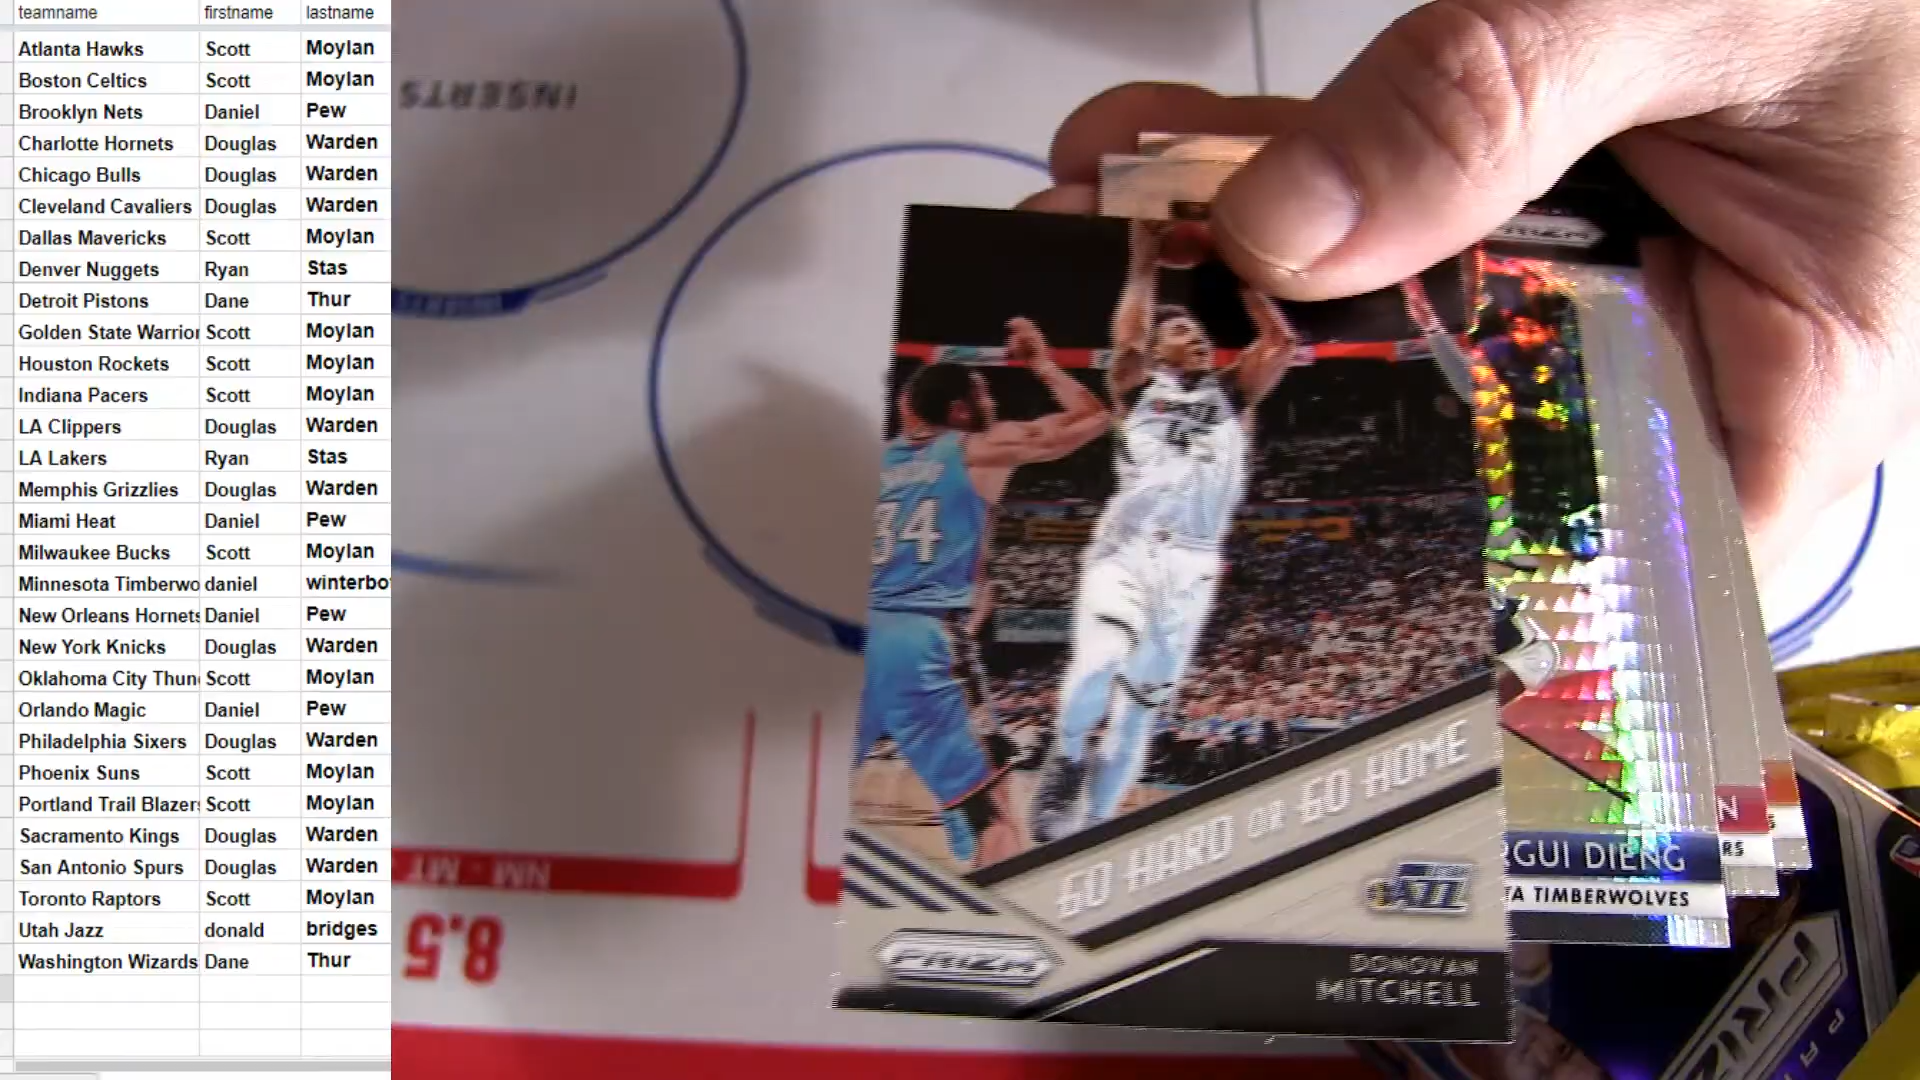 teamname firstname lastname
Atlanta Hawks Scott Moylan
Boston Celtics Scott Moylan
Brooklyn Nets Daniel Pew
Charlotte Hornets Douglas Warden
Chicago Bulls Douglas Warden
Cleveland Cavaliers Douglas Warden
Dallas Mavericks Scott Moylan
Denver Nuggets Ryan Stas
Detroit Pistons Dane Thur
Golden State Warrior Scott Moylan
Houston Rockets Scott Moylan
Indiana Pacers Scott Moylan
LA Clippers Douglas Warden
LA Lakers Ryan Stas
Memphis Grizzlies Douglas Warden
Miami Heat Daniel Pew
Milwaukee Bucks Scott Moylan
Minnesota Timberwo daniel winterbo
New Orleans Hornets Daniel Pew
New York Knicks Douglas Warden
Oklahoma City Thun Scott Moylan
Orlando Magic Daniel Pew
Philadelphia Sixers Douglas Warden
Phoenix Suns Scott Moylan
Portland Trail Blazers Scott Moylan
Sacramento Kings Douglas Warden
San Antonio Spurs Douglas Warden
Toronto Raptors Scott Moylan
Utah Jazz donald bridges
Washington Wizards Dane Thur
INSERTS
34
GO HARD OR GO HOME
JAZZ
PRIZM
DONOVAN
MITCHELL
RGUI DIENG
TA TIMBERWOLVES
N
RS
NM - MT
8.5
PRIZ